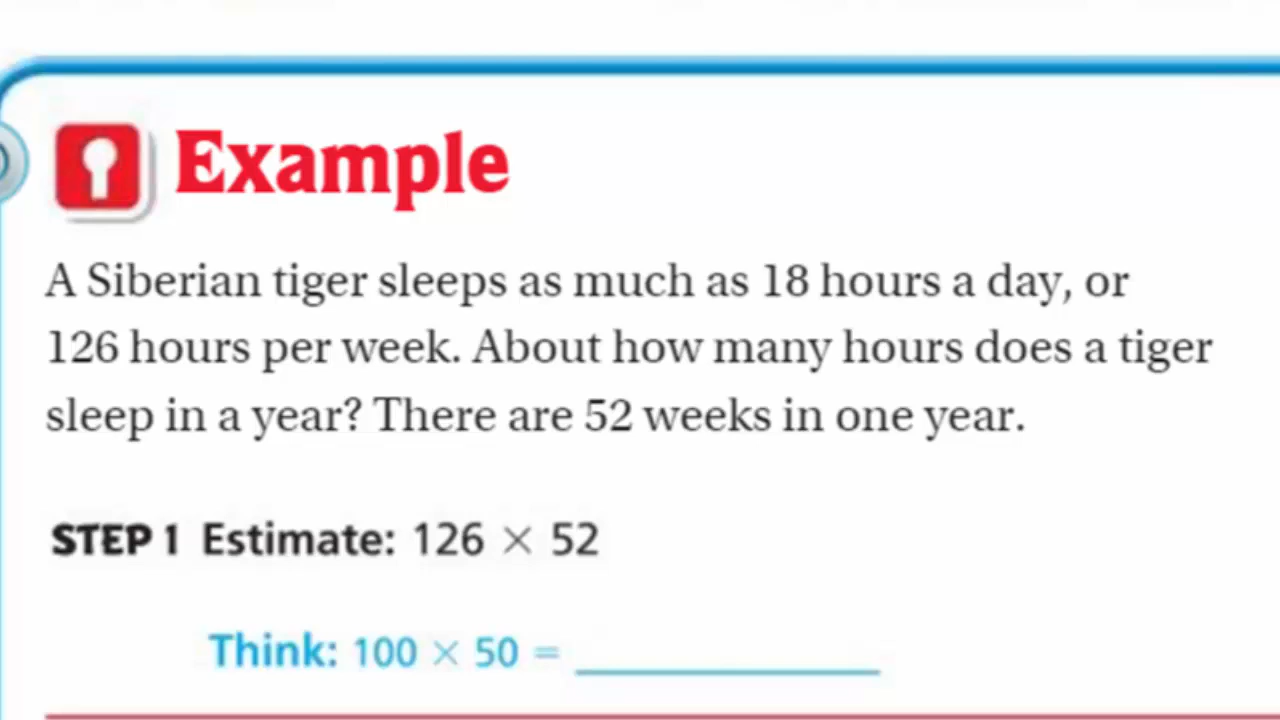 Example
A Siberian tiger sleeps as much as 18 hours a day, or
126 hours per week. About how many hours does a tiger
sleep in a year? There are 52 weeks in one year.
STEP 1 Estimate: 126 × 52
Think: 100 × 50 = ________